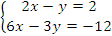 2x − y = 2
6x − 3y = −12